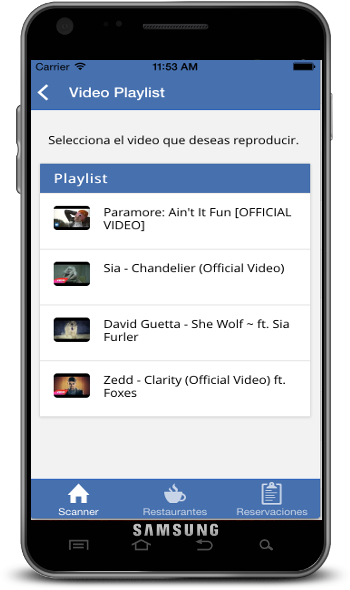 Carrier 11:53 AM
Video Playlist
Selecciona el video que deseas reproducir.
Playlist
Paramore: Ain't It Fun [OFFICIAL
VIDEO]
Sia - Chandelier (Official Video)
David Guetta - She Wolf ~ ft. Sia
Furler
Zedd - Clarity (Official Video) ft.
Foxes
Scanner Restaurantes Reservaciones
SAMSUNG